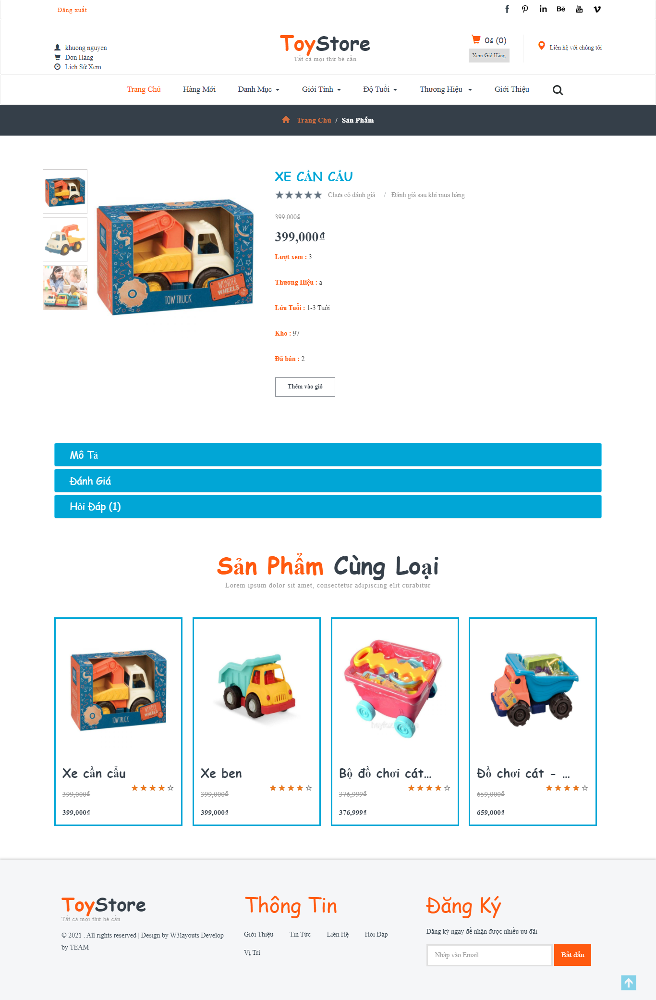 Đăng xuất
khuong nguyen
Đơn Hàng
Lịch Sử Xem
ToyStore
Tất cả mọi thứ bé cần
0₫ (0)
Xem Giỏ Hàng
Liên hệ với chúng tôi
Trang Chủ
Hàng Mới
Danh Mục
Giới Tính
Độ Tuổi
Thương Hiệu
Giới Thiệu
Trang Chủ / Sản Phẩm
XE CẦN CẨU
Chưa có đánh giá / Đánh giá sau khi mua hàng
399,000₫
399,000₫
Lượt xem : 3
Thương Hiệu : a
Lứa Tuổi : 1-3 Tuổi
Kho : 97
Đã bán : 2
Thêm vào giỏ
WONDER
WHEELS
TOW TRUCK
Mô Tả
Đánh Giá
Hỏi Đáp (1)
Sản Phẩm Cùng Loại
Lorem ipsum dolor sit amet, consectetur adipiscing elit curabitur
WONDER
WHEELS
TOW TRUCK
Xe cần cẩu
399,000₫
399,000₫
Xe ben
399,000₫
399,000₫
Bộ đồ chơi cát...
376,999₫
376,999₫
Đồ chơi cát - ...
659,000₫
659,000₫
ToyStore
Tất cả mọi thứ bé cần
© 2021 . All rights reserved | Design by W3layouts Develop
by TEAM
Thông Tin
Giới Thiệu
Tin Tức
Liên Hệ
Hỏi Đáp
Vị Trí
Đăng Ký
Đăng ký ngay để nhận được nhiều ưu đãi
Nhập vào Email
Bắt đầu